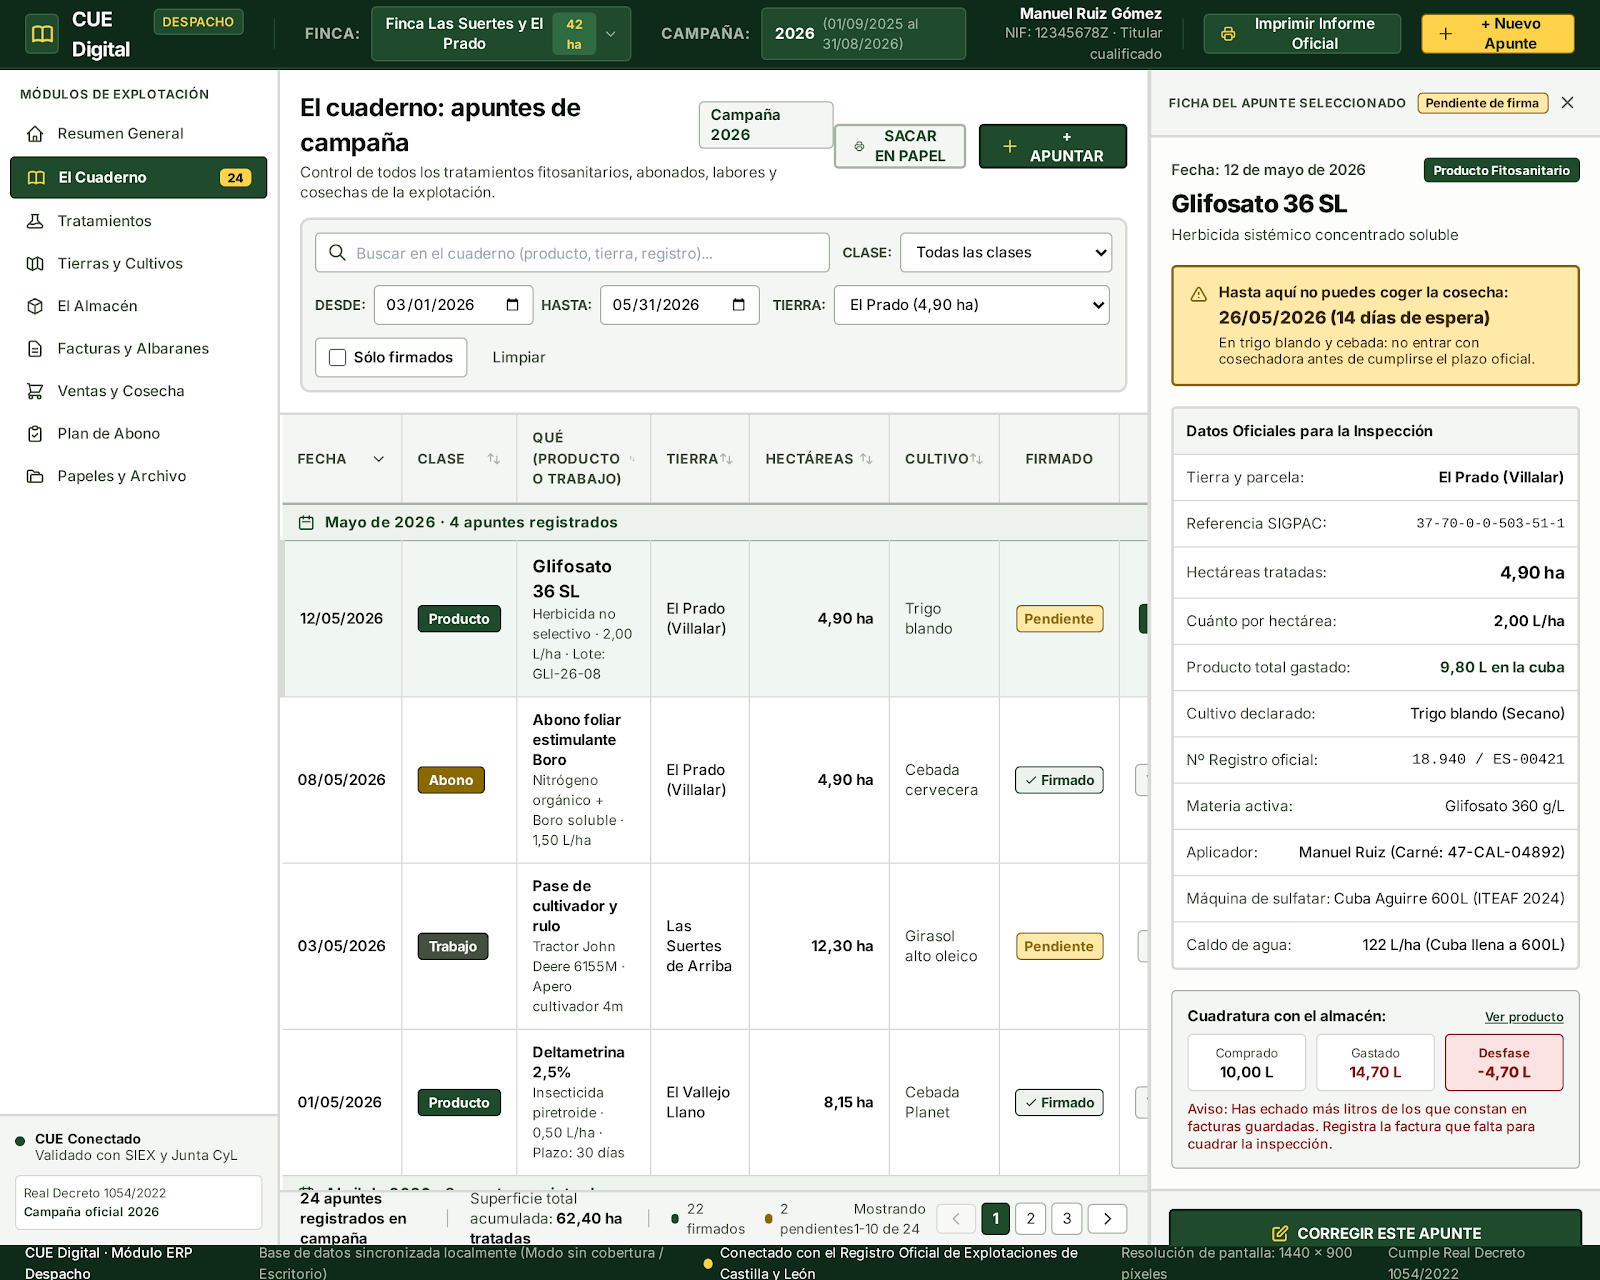 CUE Digital
DESPACHO
FINCA:
Finca Las Suertes y El Prado
42 ha
CAMPAÑA:
2026 (01/09/2025 al 31/08/2026)
Manuel Ruiz Gómez
NIF: 12345678Z · Titular cualificado
Imprimir Informe Oficial
+ Nuevo Apunte
MÓDULOS DE EXPLOTACIÓN
Resumen General
El Cuaderno 24
Tratamientos
Tierras y Cultivos
El Almacén
Facturas y Albaranes
Ventas y Cosecha
Plan de Abono
Papeles y Archivo
CUE Conectado
Validado con SIEX y Junta CyL
Real Decreto 1054/2022
Campaña oficial 2026
El cuaderno: apuntes de campaña
Campaña 2026
Control de todos los tratamientos fitosanitarios, abonados, labores y cosechas de la explotación.
SACAR EN PAPEL
+ APUNTAR
Buscar en el cuaderno (producto, tierra, registro)...
CLASE: Todas las clases
DESDE: 03/01/2026
HASTA: 05/31/2026
TIERRA: El Prado (4,90 ha)
Sólo firmados
Limpiar
FECHA
CLASE
QUÉ (PRODUCTO O TRABAJO)
TIERRA
HECTÁREAS
CULTIVO
FIRMADO
Mayo de 2026 · 4 apuntes registrados
12/05/2026
Producto
Glifosato 36 SL
Herbicida no selectivo · 2,00 L/ha · Lote: GLI-26-08
El Prado (Villalar)
4,90 ha
Trigo blando
Pendiente
08/05/2026
Abono
Abono foliar estimulante Boro
Nitrógeno orgánico + Boro soluble · 1,50 L/ha
El Prado (Villalar)
4,90 ha
Cebada cervecera
✓ Firmado
03/05/2026
Trabajo
Pase de cultivador y rulo
Tractor John Deere 6155M · Apero cultivador 4m
Las Suertes de Arriba
12,30 ha
Girasol alto oleico
Pendiente
01/05/2026
Producto
Deltametrina 2,5%
Insecticida piretroide · 0,50 L/ha · Plazo: 30 días
El Vallejo Llano
8,15 ha
Cebada Planet
✓ Firmado
24 apuntes registrados en campaña
Superficie total acumulada: 62,40 ha tratadas
22 firmados
2 pendientes
Mostrando 1-10 de 24
1
2
3
FICHA DEL APUNTE SELECCIONADO
Pendiente de firma
Fecha: 12 de mayo de 2026
Producto Fitosanitario
Glifosato 36 SL
Herbicida sistémico concentrado soluble
Hasta aquí no puedes coger la cosecha:
26/05/2026 (14 días de espera)
En trigo blando y cebada: no entrar con
cosechadora antes de cumplirse el plazo oficial.
Datos Oficiales para la Inspección
Tierra y parcela: El Prado (Villalar)
Referencia SIGPAC: 37-70-0-0-503-51-1
Hectáreas tratadas: 4,90 ha
Cuánto por hectárea: 2,00 L/ha
Producto total gastado: 9,80 L en la cuba
Cultivo declarado: Trigo blando (Secano)
Nº Registro oficial: 18.940 / ES-00421
Materia activa: Glifosato 360 g/L
Aplicador: Manuel Ruiz (Carné: 47-CAL-04892)
Máquina de sulfatar: Cuba Aguirre 600L (ITEAF 2024)
Caldo de agua: 122 L/ha (Cuba llena a 600L)
Cuadratura con el almacén:
Ver producto
Comprado 10,00 L
Gastado 14,70 L
Desfase -4,70 L
Aviso: Has echado más litros de los que constan en
facturas guardadas. Registra la factura que falta para
cuadrar la inspección.
CORREGIR ESTE APUNTE
CUE Digital · Módulo ERP Despacho
Base de datos sincronizada localmente (Modo sin cobertura / Escritorio)
Conectado con el Registro Oficial de Explotaciones de Castilla y León
Resolución de pantalla: 1440 × 900 píxeles
Cumple Real Decreto 1054/2022